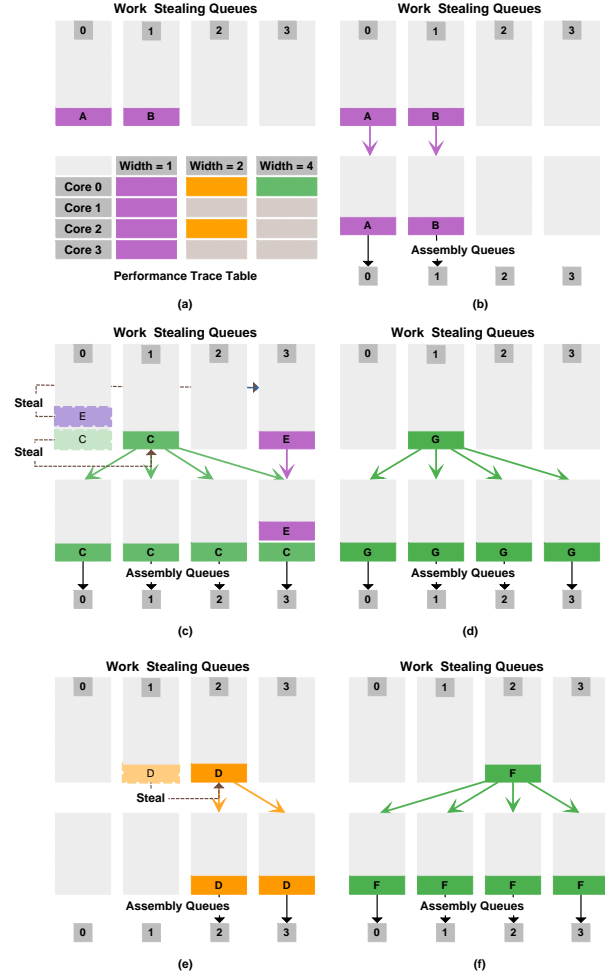 Work Stealing Queues
0 1 2 3
A B
Width = 1 Width = 2 Width = 4
Core 0
Core 1
Core 2
Core 3
Performance Trace Table
(a)
Work Stealing Queues
0 1 2 3
A B
A B
Assembly Queues
0 1 2 3
(b)
Work Stealing Queues
0 1 2 3
Steal
E
C C E
Steal
E
C C C C
Assembly Queues
0 1 2 3
(c)
Work Stealing Queues
0 1 2 3
G
G G G G
Assembly Queues
0 1 2 3
(d)
Work Stealing Queues
0 1 2 3
D D
Steal
D D
Assembly Queues
0 1 2 3
(e)
Work Stealing Queues
0 1 2 3
F
F F F F
Assembly Queues
0 1 2 3
(f)